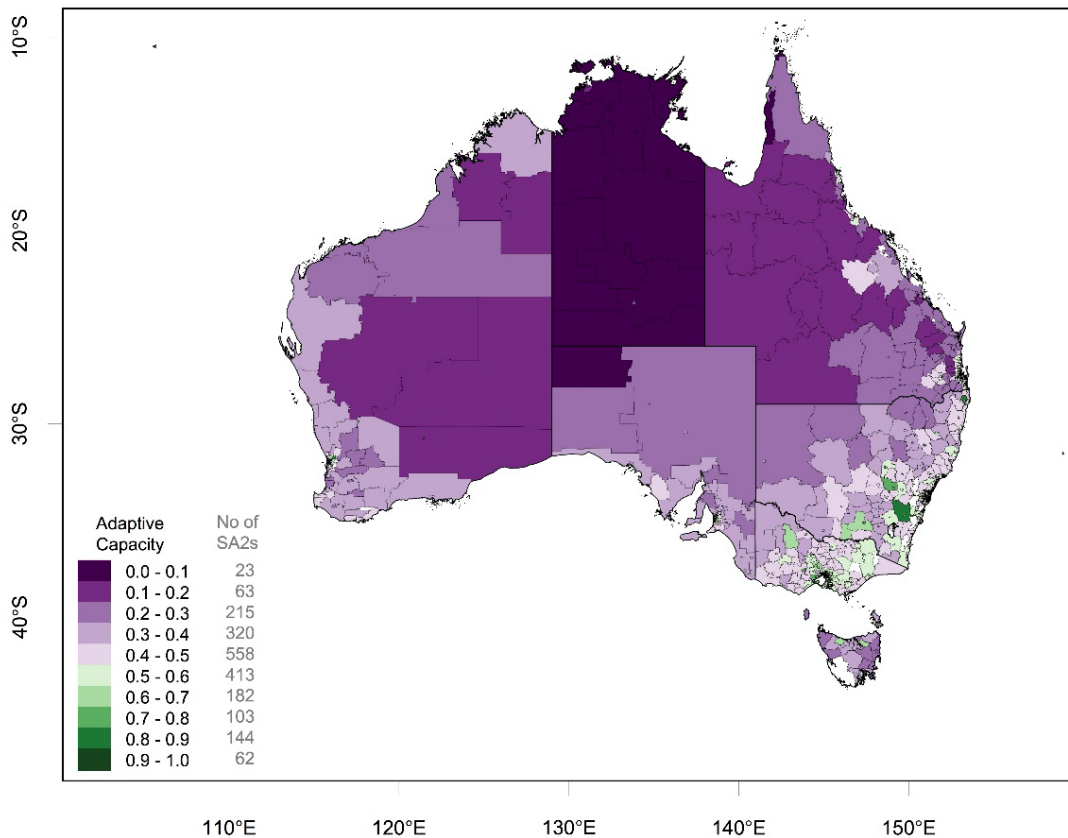 10°S
20°S
30°S
40°S
Adaptive No of
Capacity SA2s
0.0 - 0.1 23
0.1 - 0.2 63
0.2 - 0.3 215
0.3 - 0.4 320
0.4 - 0.5 558
0.5 - 0.6 413
0.6 - 0.7 182
0.7 - 0.8 103
0.8 - 0.9 144
0.9 - 1.0 62
110°E 120°E 130°E 140°E 150°E